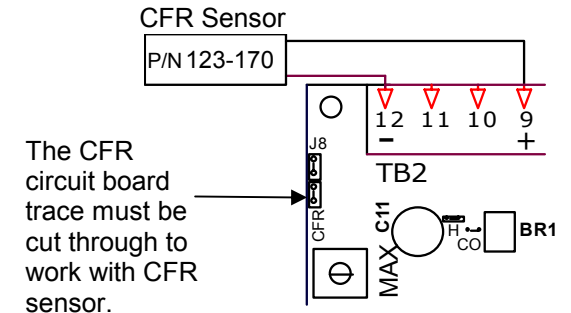 CFR Sensor
P/N 123-170
12 11 10 9
- +
J8
TB2
The CFR
circuit board
trace must be
cut through to
work with CFR
sensor.
CFR
MAX
C11
H
CO
BR1